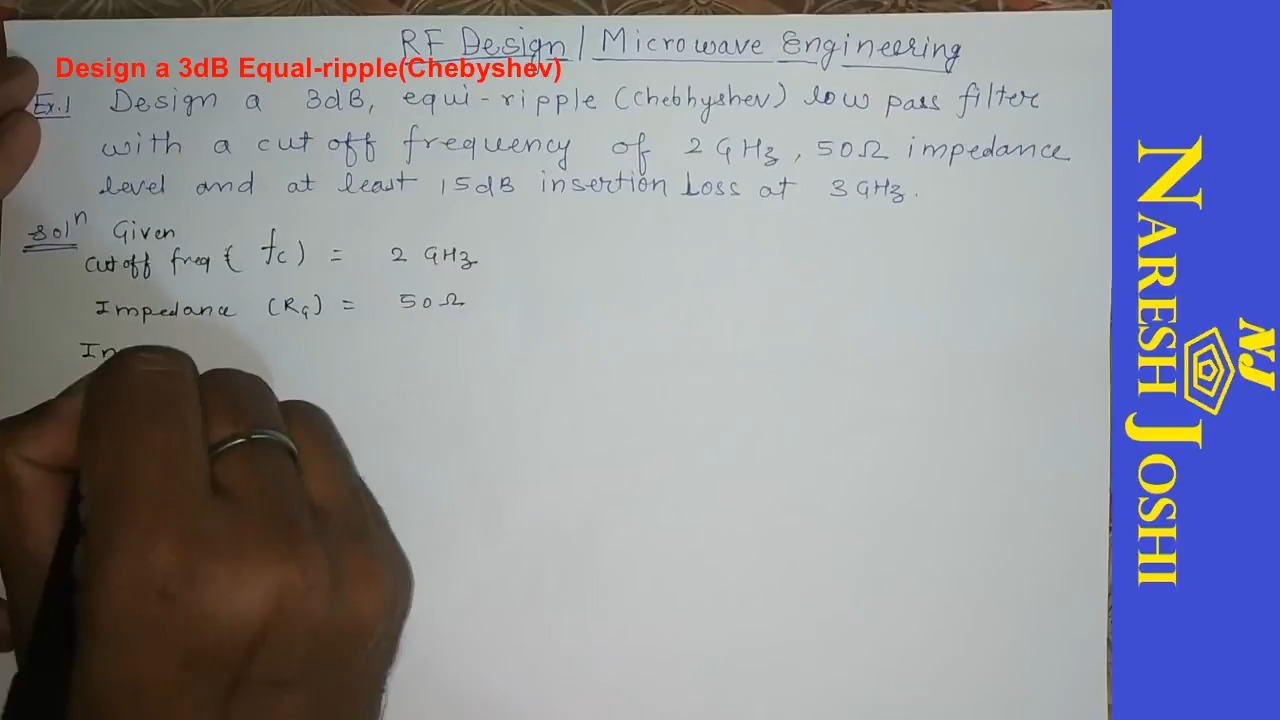 RF Design / Microwave Engineering
Design a 3dB Equal-ripple(Chebyshev)
Ex.1 Design a 3dB, equi-ripple (Chebhyshev) low pass filter
with a cut off frequency of 2 GHz, 50Ω impedance
level and at least 15dB insertion Loss at 3 GHz.
Solⁿ Given
Cut off freq ( fc ) = 2 GHz
Impedance (RG) = 50Ω
In
NARESH JOSHI
NJ